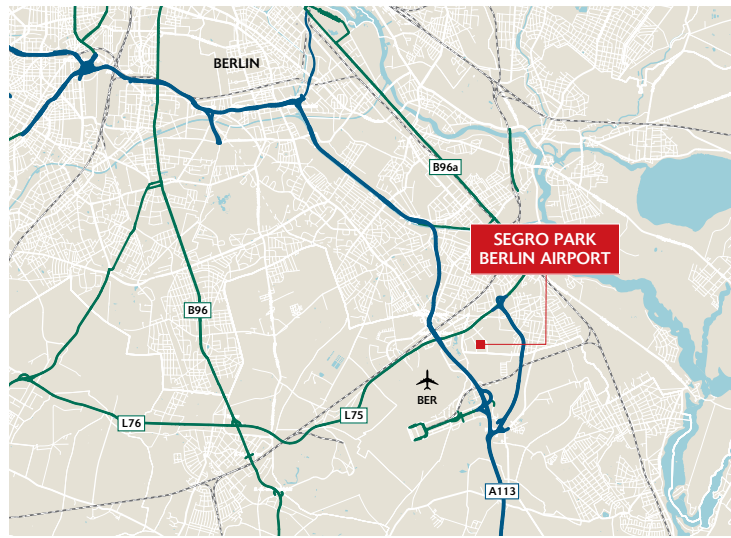 BERLIN
B96a
SEGRO PARK
BERLIN AIRPORT
B96
BER
L75
L76
A113